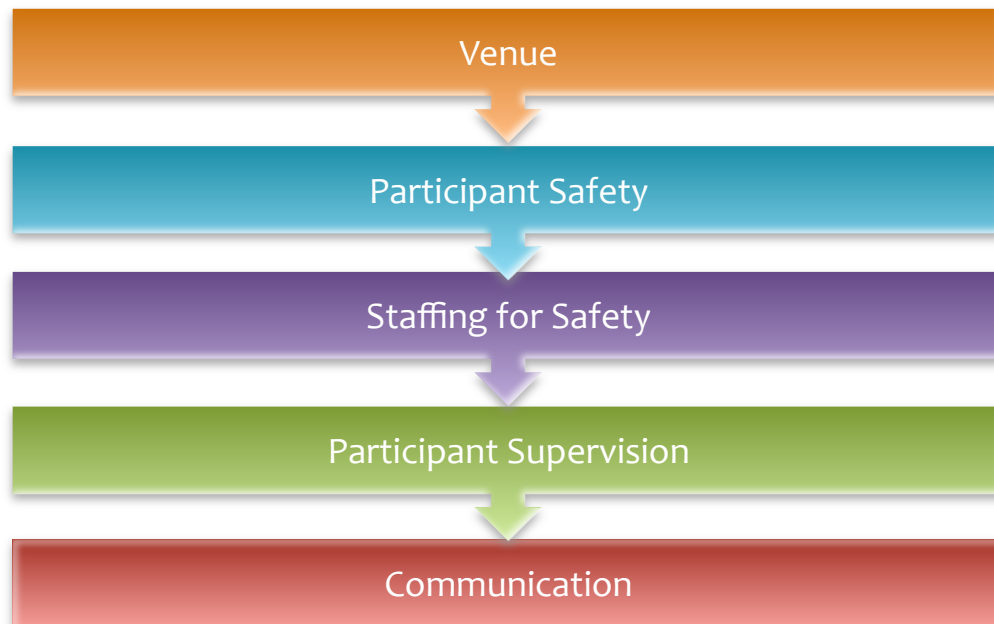 Venue
Participant Safety
Staffing for Safety
Participant Supervision
Communication